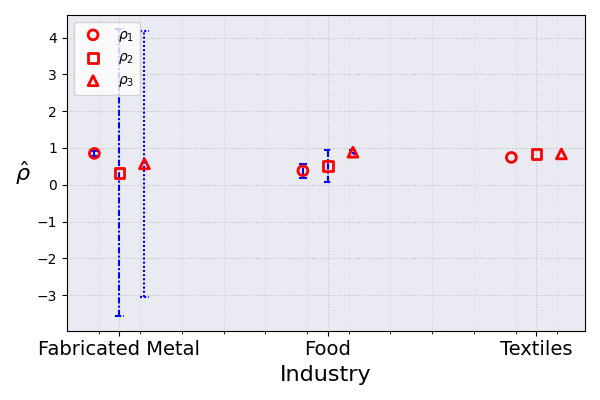 ρ₁
ρ₂
ρ₃
4
3
2
1
0
−1
−2
−3
ρ̂
Fabricated Metal
Food
Textiles
Industry